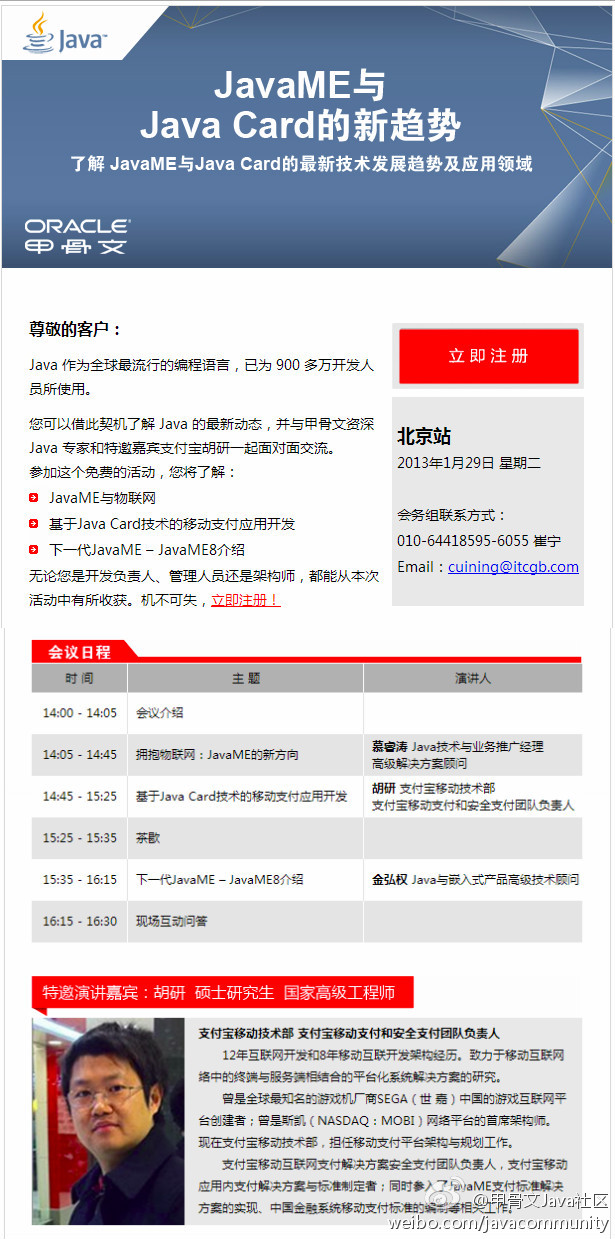 Java™
JavaME与
Java Card的新趋势
了解 JavaME与Java Card的最新技术发展趋势及应用领域
ORACLE®
甲骨文
尊敬的客户：
Java 作为全球最流行的编程语言，已为 900 多万开发人
员所使用。
您可以借此契机了解 Java 的最新动态，并与甲骨文资深
Java 专家和特邀嘉宾支付宝胡研一起面对面交流。
参加这个免费的活动，您将了解：
JavaME与物联网
基于Java Card技术的移动支付应用开发
下一代JavaME – JavaME8介绍
无论您是开发负责人、管理人员还是架构师，都能从本次
活动中有所收获。机不可失，立即注册！
立即注册
北京站
2013年1月29日 星期二
会务组联系方式：
010-64418595-6055 崔宁
Email：cuining@itcgb.com
会议日程
时 间 主 题 演讲人
14:00 - 14:05 会议介绍
14:05 - 14:45 拥抱物联网：JavaME的新方向 慕睿涛 Java技术与业务推广经理
高级解决方案顾问
14:45 - 15:25 基于Java Card技术的移动支付应用开发 胡研 支付宝移动技术部
支付宝移动支付和安全支付团队负责人
15:25 - 15:35 茶歇
15:35 - 16:15 下一代JavaME – JavaME8介绍 金弘权 Java与嵌入式产品高级技术顾问
16:15 - 16:30 现场互动问答
特邀演讲嘉宾：胡研 硕士研究生 国家高级工程师
支付宝移动技术部 支付宝移动支付和安全支付团队负责人
12年互联网开发和8年移动互联开发架构经历。致力于移动互联网
络中的终端与服务端相结合的平台化系统解决方案的研究。
曾是全球最知名的游戏机厂商SEGA（世 嘉）中国的游戏互联网平
台创建者；曾是斯凯（NASDAQ：MOBI）网络平台的首席架构师。
现在支付宝移动技术部，担任移动支付平台架构与规划工作。
支付宝移动互联网支付解决方案安全支付团队负责人，支付宝移动
应用内支付解决方案与标准制定者；同时参入了JavaME支付标准解决
方案的实现、中国金融系统移动支付标准的编制等相关工作。
@甲骨文Java社区
weibo.com/javacommunity